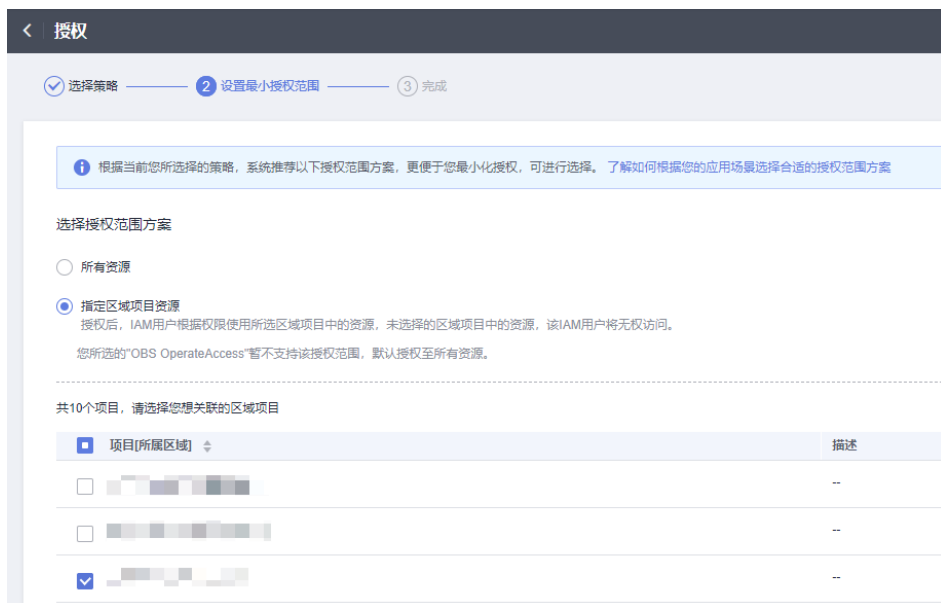 授权
选择策略 2 设置最小授权范围 3 完成
根据当前您所选择的策略，系统推荐以下授权范围方案，更便于您最小化授权，可进行选择。 了解如何根据您的应用场景选择合适的授权范围方案
选择授权范围方案
所有资源
指定区域项目资源
授权后，IAM用户根据权限使用所选区域项目中的资源，未选择的区域项目中的资源，该IAM用户将无权访问。
您所选的"OBS OperateAccess"暂不支持该授权范围，默认授权至所有资源。
共10个项目，请选择您想关联的区域项目
项目[所属区域] 描述
--
--
--